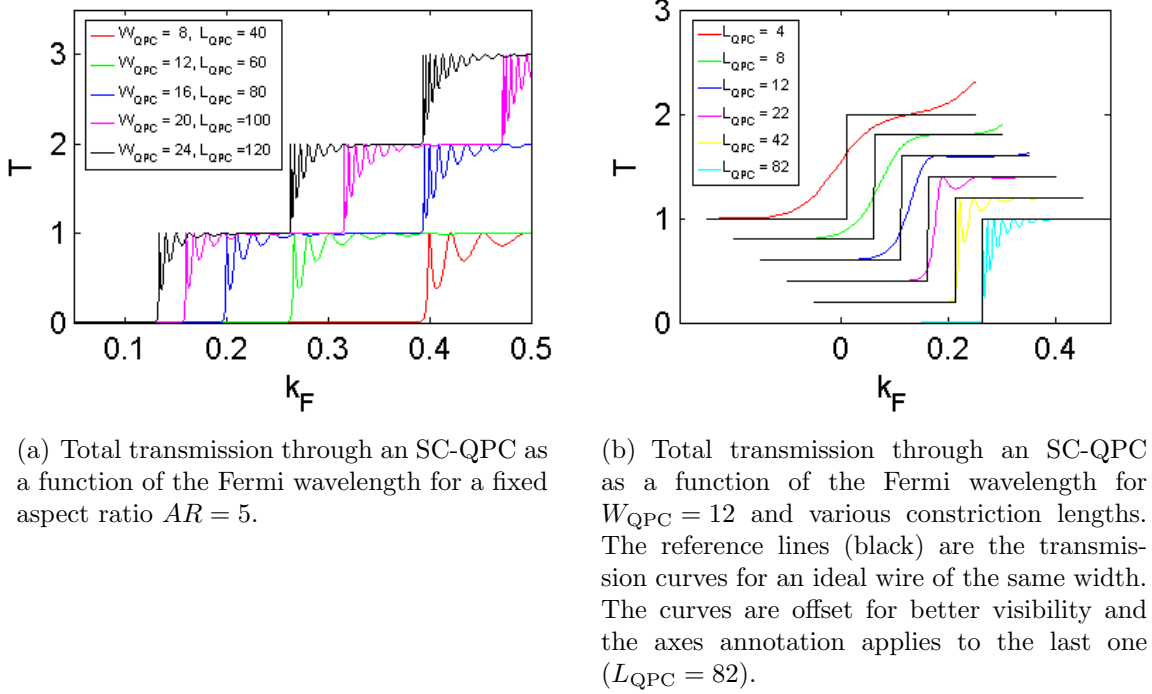 (a)
W_QPC = 8, L_QPC = 40
W_QPC = 12, L_QPC = 60
W_QPC = 16, L_QPC = 80
W_QPC = 20, L_QPC =100
W_QPC = 24, L_QPC =120
3
2
1
0
T
0.1 0.2 0.3 0.4 0.5
k_F
(b)
L_QPC = 4
L_QPC = 8
L_QPC = 12
L_QPC = 22
L_QPC = 42
L_QPC = 82
3
2
1
0
T
0 0.2 0.4
k_F
(a) Total transmission through an SC-QPC as
a function of the Fermi wavelength for a fixed
aspect ratio AR = 5.
(b) Total transmission through an SC-QPC
as a function of the Fermi wavelength for
W_QPC = 12 and various constriction lengths.
The reference lines (black) are the transmis-
sion curves for an ideal wire of the same width.
The curves are offset for better visibility and
the axes annotation applies to the last one
(L_QPC = 82).